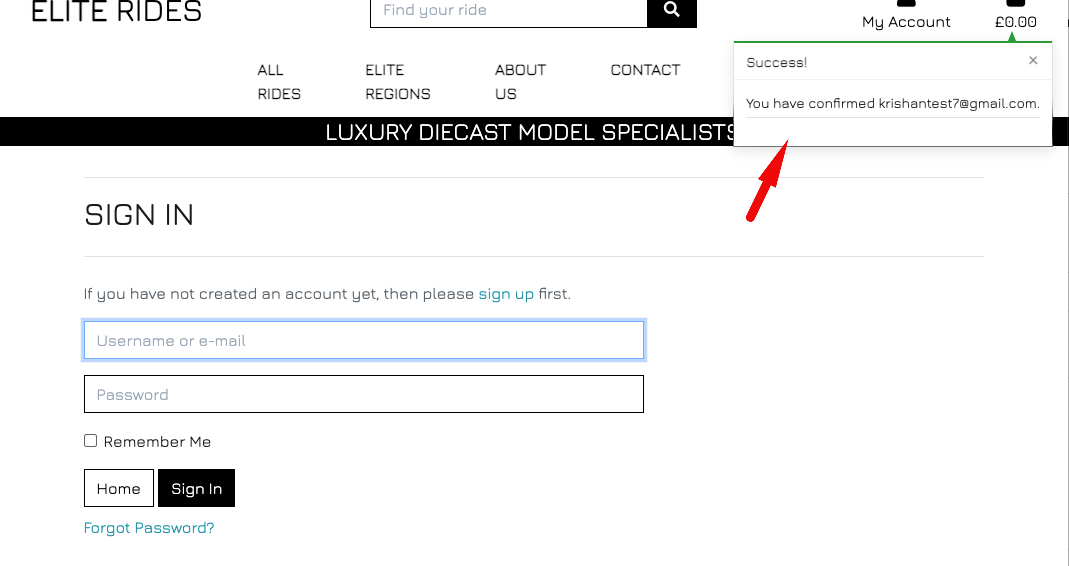 ELITE RIDES
Find your ride
My Account
£0.00
ALL
RIDES
ELITE
REGIONS
ABOUT
US
CONTACT
Success!
×
You have confirmed krishantest7@gmail.com.
LUXURY DIECAST MODEL SPECIALISTS
SIGN IN
If you have not created an account yet, then please sign up first.
Username or e-mail
Password
Remember Me
Home
Sign In
Forgot Password?